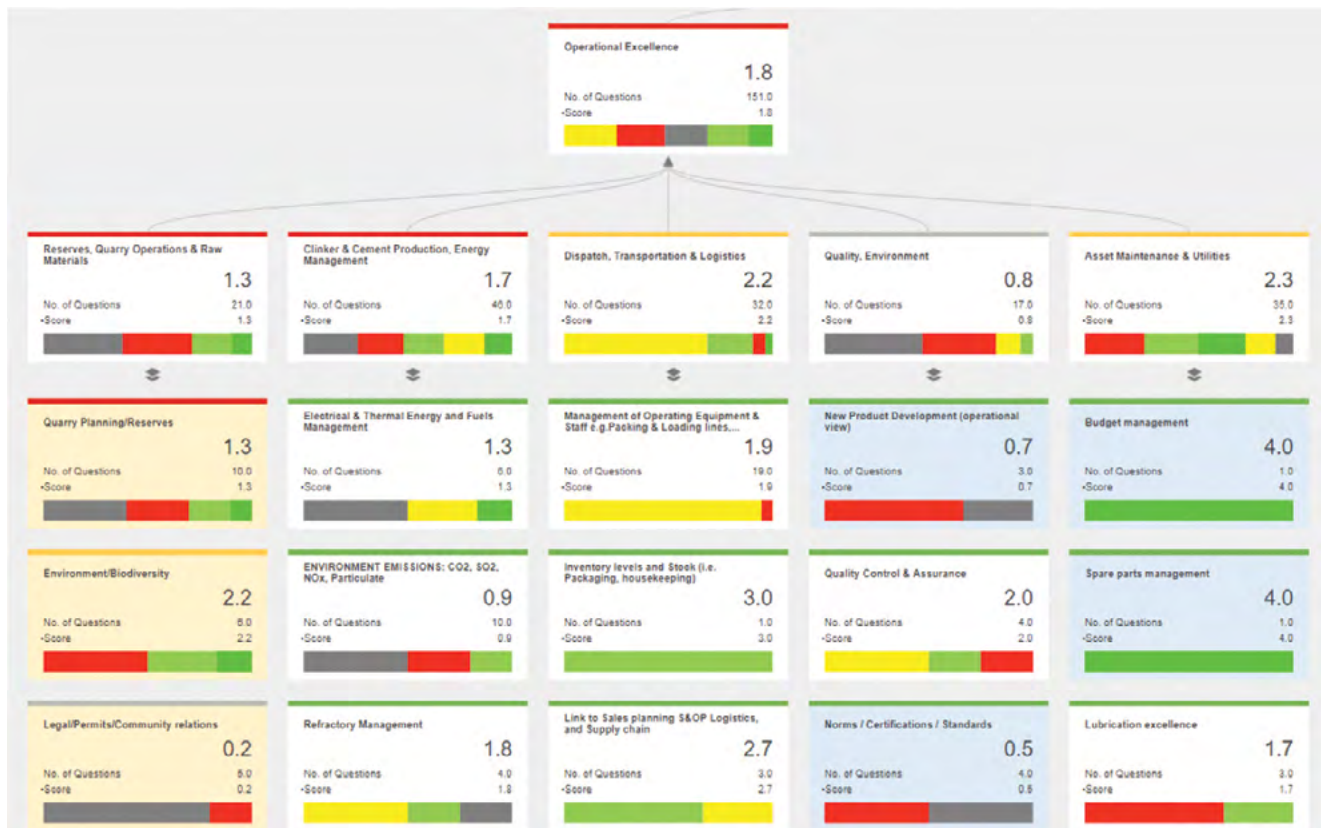 Operational Excellence
1.8
No. of Questions 151.0
-Score 1.8
Reserves, Quarry Operations & Raw
Materials
1.3
No. of Questions 21.0
-Score 1.3
Clinker & Cement Production, Energy
Management
1.7
No. of Questions 46.0
-Score 1.7
Dispatch, Transportation & Logistics
2.2
No. of Questions 32.0
-Score 2.2
Quality, Environment
0.8
No. of Questions 17.0
-Score 0.8
Asset Maintenance & Utilities
2.3
No. of Questions 35.0
-Score 2.3
Quarry Planning/Reserves
1.3
No. of Questions 10.0
-Score 1.3
Electrical & Thermal Energy and Fuels
Management
1.3
No. of Questions 6.0
-Score 1.3
Management of Operating Equipment &
Staff e.g.Packing & Loading lines,...
1.9
No. of Questions 19.0
-Score 1.9
New Product Development (operational
view)
0.7
No. of Questions 3.0
-Score 0.7
Budget management
4.0
No. of Questions 1.0
-Score 4.0
Environment/Biodiversity
2.2
No. of Questions 6.0
-Score 2.2
ENVIRONMENT EMISSIONS: CO2, SO2,
NOx, Particulate
0.9
No. of Questions 10.0
-Score 0.9
Inventory levels and Stock (i.e.
Packaging, housekeeping)
3.0
No. of Questions 1.0
-Score 3.0
Quality Control & Assurance
2.0
No. of Questions 4.0
-Score 2.0
Spare parts management
4.0
No. of Questions 1.0
-Score 4.0
Legal/Permits/Community relations
0.2
No. of Questions 5.0
-Score 0.2
Refractory Management
1.8
No. of Questions 4.0
-Score 1.8
Link to Sales planning S&OP Logistics,
and Supply chain
2.7
No. of Questions 3.0
-Score 2.7
Norms / Certifications / Standards
0.5
No. of Questions 4.0
-Score 0.5
Lubrication excellence
1.7
No. of Questions 3.0
-Score 1.7